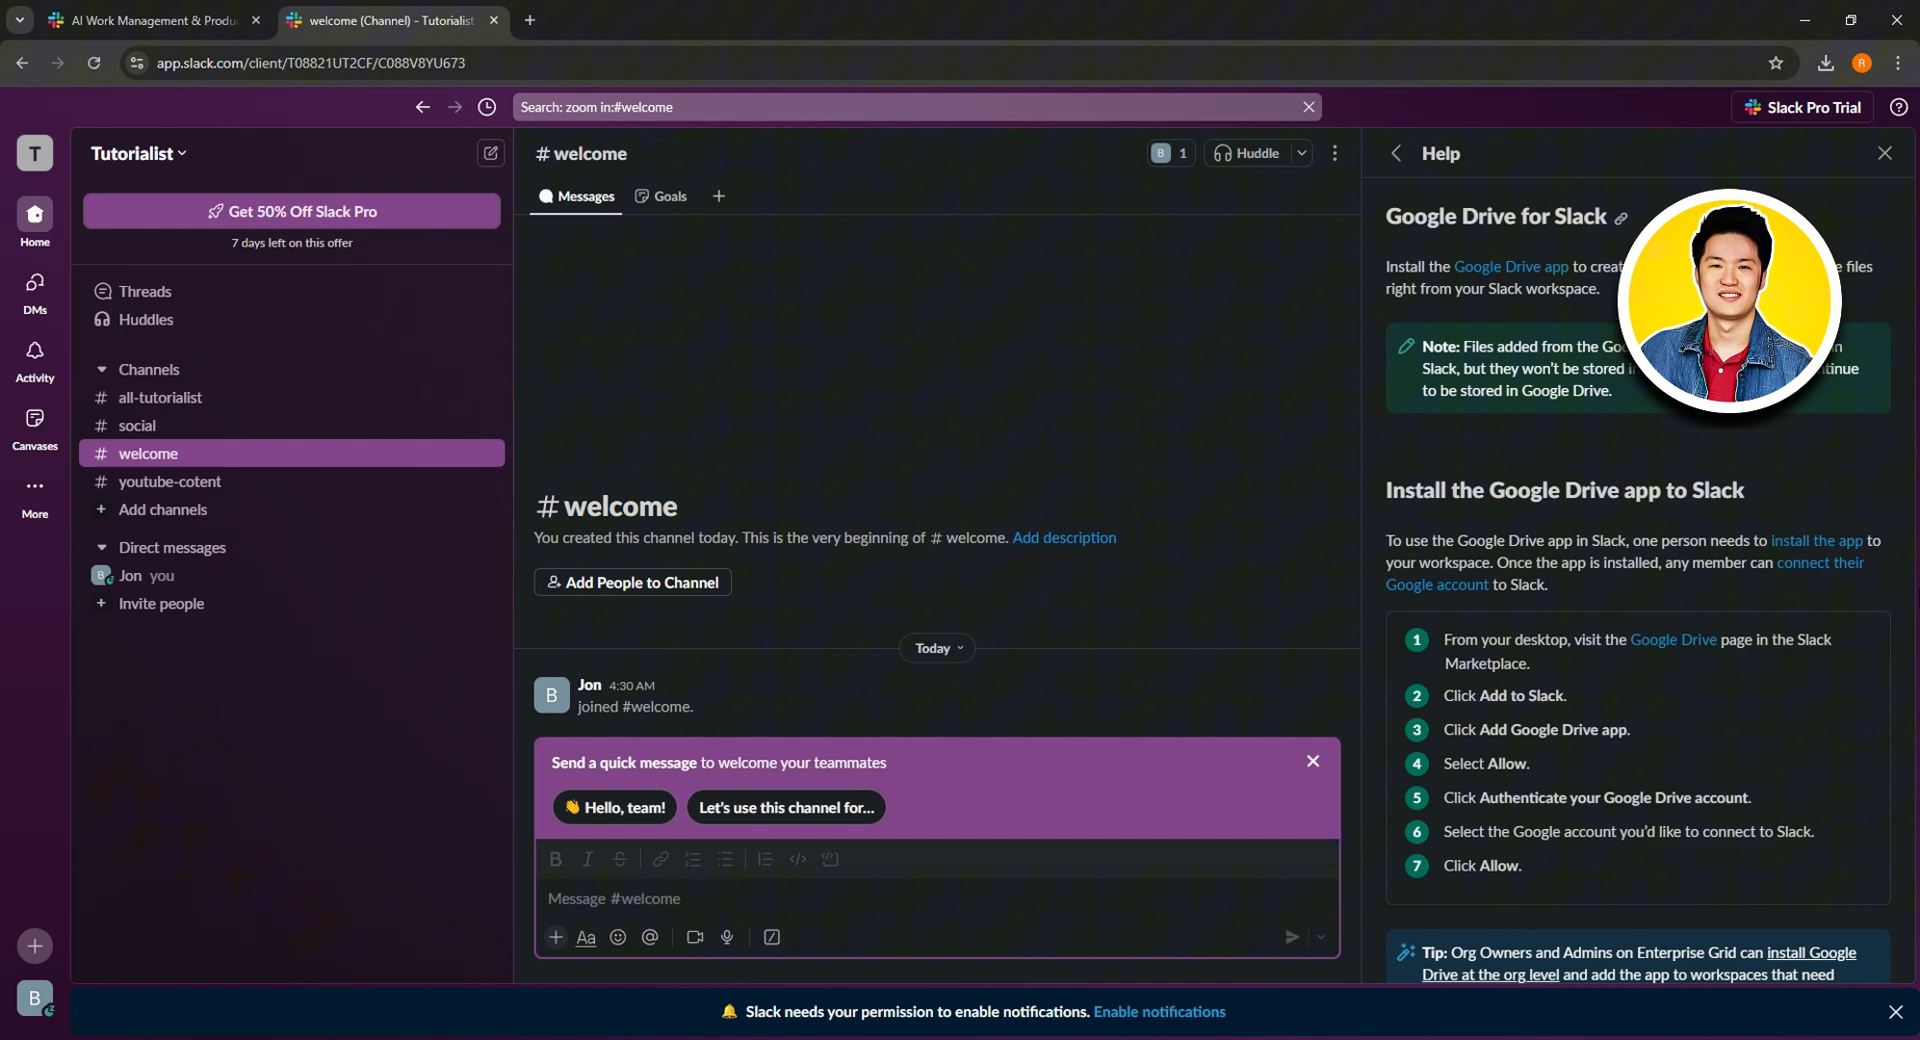 AI Work Management & Produ
welcome (Channel) - Tutorialist
app.slack.com/client/T08821UT2CF/C088V8YU673
R
Search: zoom in:#welcome
Slack Pro Trial
T
Home
DMs
Activity
Canvases
More
B
Tutorialist
Get 50% Off Slack Pro
7 days left on this offer
Threads
Huddles
Channels
# all-tutorialist
# social
# welcome
# youtube-cotent
+ Add channels
Direct messages
B Jon you
+ Invite people
# welcome
B 1
Huddle
Messages
Goals
# welcome
You created this channel today. This is the very beginning of # welcome. Add description
Add People to Channel
Today
B
Jon 4:30 AM
joined #welcome.
Send a quick message to welcome your teammates
👋 Hello, team!
Let's use this channel for...
B I S
Message #welcome
Aa
Help
Google Drive for Slack
Install the Google Drive app to creat e files
right from your Slack workspace.
Note: Files added from the Goo n
Slack, but they won't be stored i tinue
to be stored in Google Drive.
Install the Google Drive app to Slack
To use the Google Drive app in Slack, one person needs to install the app to
your workspace. Once the app is installed, any member can connect their
Google account to Slack.
1 From your desktop, visit the Google Drive page in the Slack
Marketplace.
2 Click Add to Slack.
3 Click Add Google Drive app.
4 Select Allow.
5 Click Authenticate your Google Drive account.
6 Select the Google account you'd like to connect to Slack.
7 Click Allow.
Tip: Org Owners and Admins on Enterprise Grid can install Google
Drive at the org level and add the app to workspaces that need
Slack needs your permission to enable notifications. Enable notifications